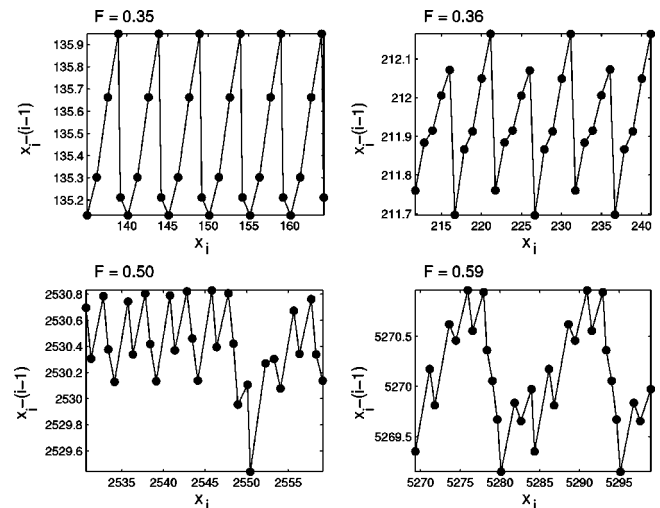 F = 0.35
135.9
135.8
135.7
135.6
135.5
135.4
135.3
135.2
140 145 150 155 160
x_i-(i-1)
x_i
F = 0.36
212.1
212
211.9
211.8
211.7
215 220 225 230 235 240
x_i-(i-1)
x_i
F = 0.50
2530.8
2530.6
2530.4
2530.2
2530
2529.8
2529.6
2535 2540 2545 2550 2555
x_i-(i-1)
x_i
F = 0.59
5270.5
5270
5269.5
5270 5275 5280 5285 5290 5295
x_i-(i-1)
x_i